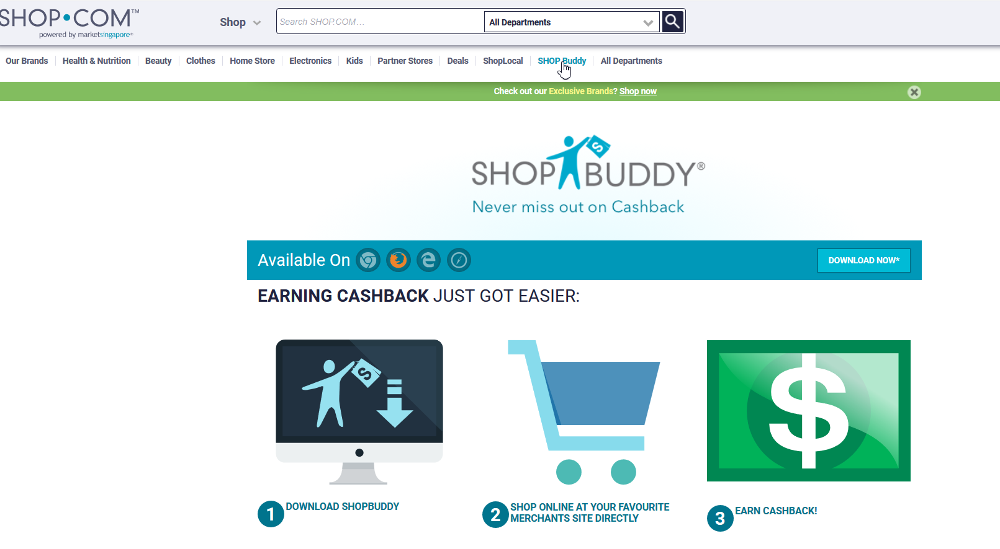 SHOP•COM™
powered by marketsingapore®
Shop
Search SHOP.COM...
All Departments
Our Brands
Health & Nutrition
Beauty
Clothes
Home Store
Electronics
Kids
Partner Stores
Deals
ShopLocal
SHOP Buddy
All Departments
Check out our Exclusive Brands? Shop now
SHOP BUDDY®
S
Never miss out on Cashback
Available On
DOWNLOAD NOW*
EARNING CASHBACK JUST GOT EASIER:
S
$
1 DOWNLOAD SHOPBUDDY
2 SHOP ONLINE AT YOUR FAVOURITE
MERCHANTS SITE DIRECTLY
3 EARN CASHBACK!